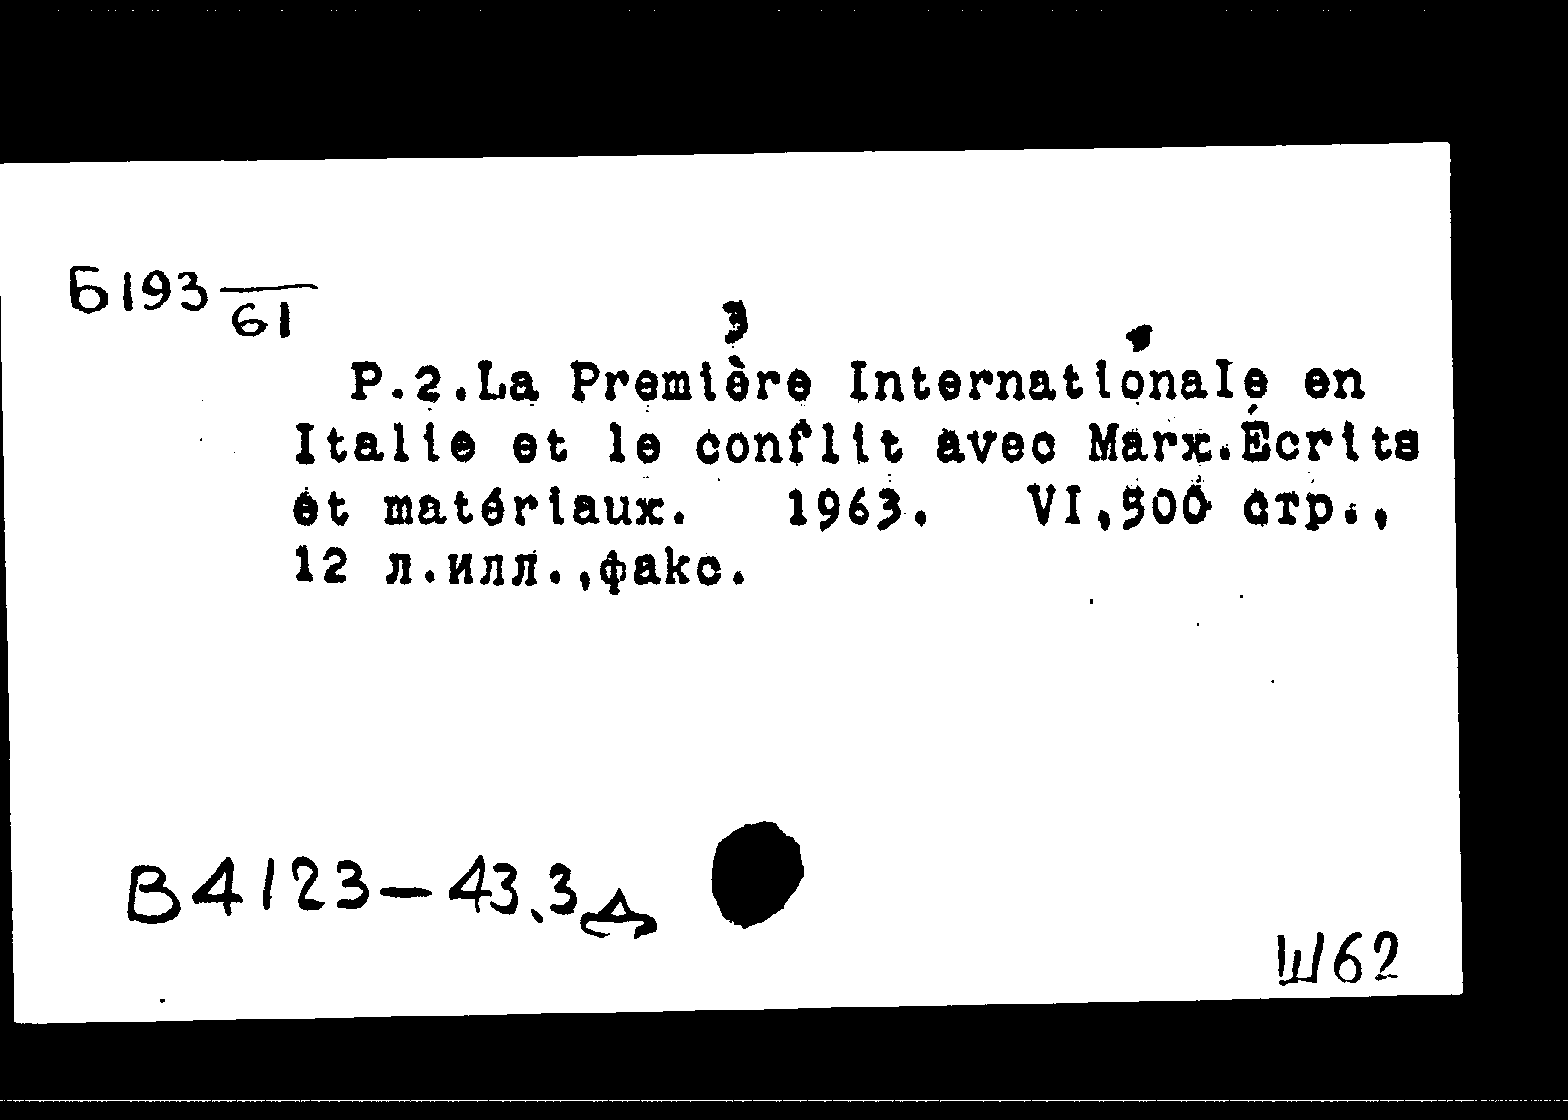 Б193/61
3
P.2.La Première Internationale en
Italie et le conflit avec Marx.Écrits
et matériaux. 1963. VI,500 стр.,
12 л.илл.,факс.
В4123-43.3д
Ш62